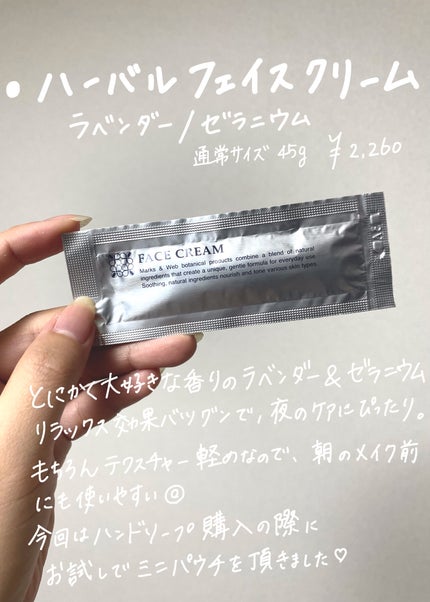 • ハーバルフェイスクリーム
ラベンダー/ゼラニウム
通常サイズ 45g ¥2,260
FACE CREAM
Marks & Web botanical products combine a blend of natural
ingredients that create a unique, gentle formula for everyday use.
Soothing, natural ingredients nourish and tone various skin types.
とにかく大好きな香りのラベンダー&ゼラニウム
リラックス効果バツグンで、夜のケアにぴったり。
もちろんテクスチャー軽めなので、朝のメイク前
にも使いやすい◎
今回はハンドソープ購入の際に
お試しでミニパウチを頂きました♡